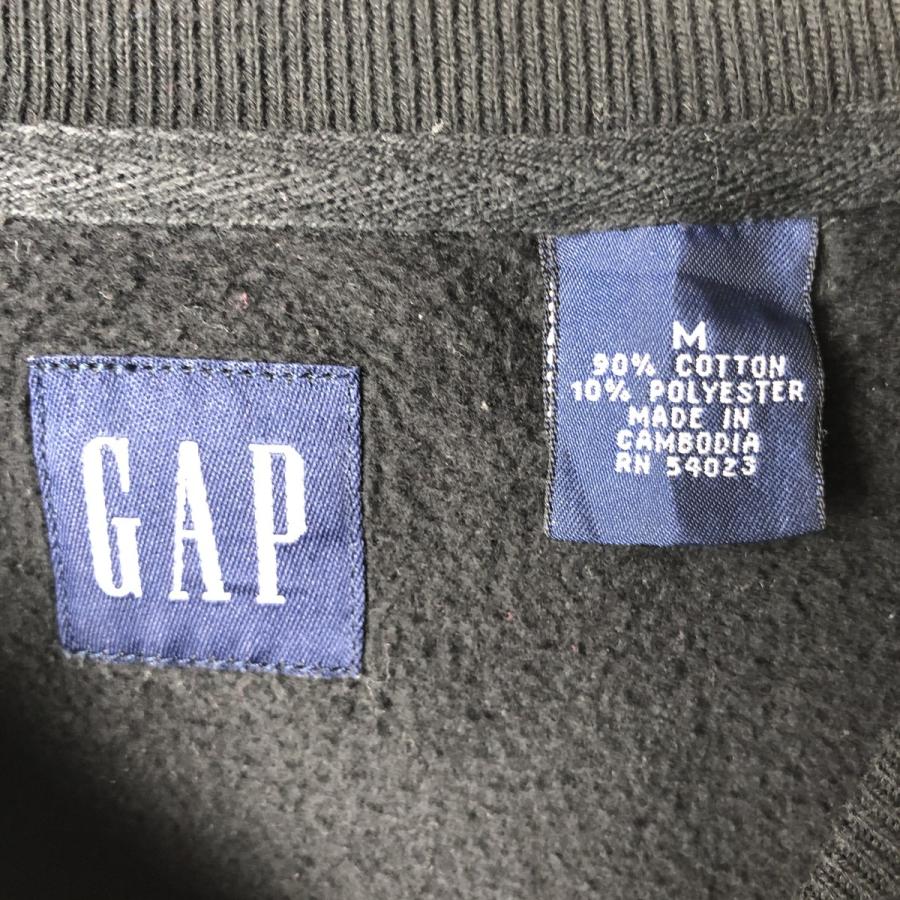 GAP
M
90% COTTON
10% POLYESTER
MADE IN
CAMBODIA
RN 54023